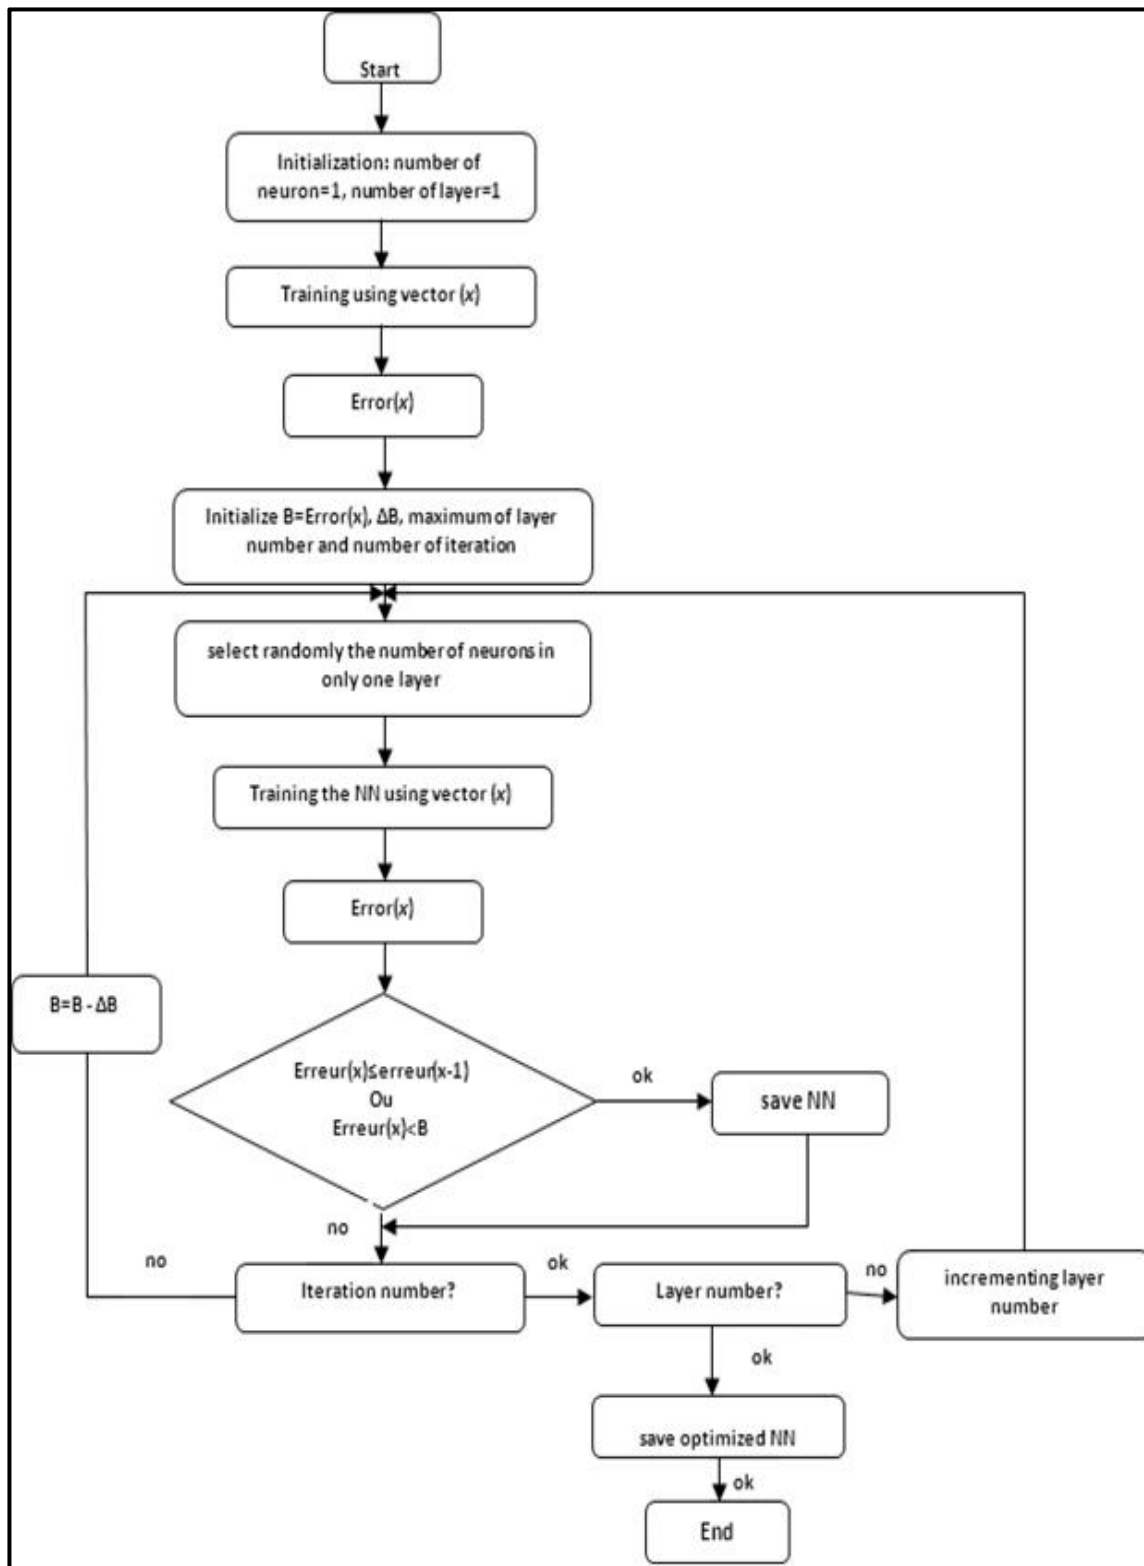 Start
Initialization: number of
neuron=1, number of layer=1
Training using vector (x)
Error(x)
Initialize B=Error(x), ΔB, maximum of layer
number and number of iteration
select randomly the number of neurons in
only one layer
Training the NN using vector (x)
Error(x)
B=B - ΔB
Erreur(x)≤erreur(x-1)
Ou
Erreur(x)<B
ok
save NN
no
no
Iteration number?
ok
Layer number?
no
incrementing layer
number
ok
save optimized NN
ok
End